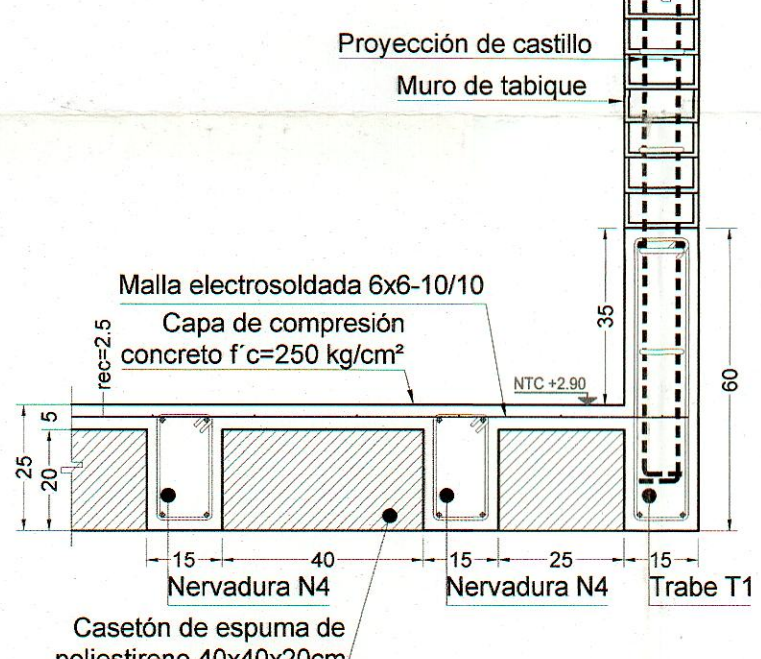 Proyección de castillo
Muro de tabique
Malla electrosoldada 6x6-10/10
Capa de compresión
concreto f´c=250 kg/cm²
rec=2.5
NTC +2.90
35
60
5
25
20
15
40
15
25
15
Nervadura N4
Nervadura N4
Trabe T1
Casetón de espuma de
poliestireno 40x40x20cm